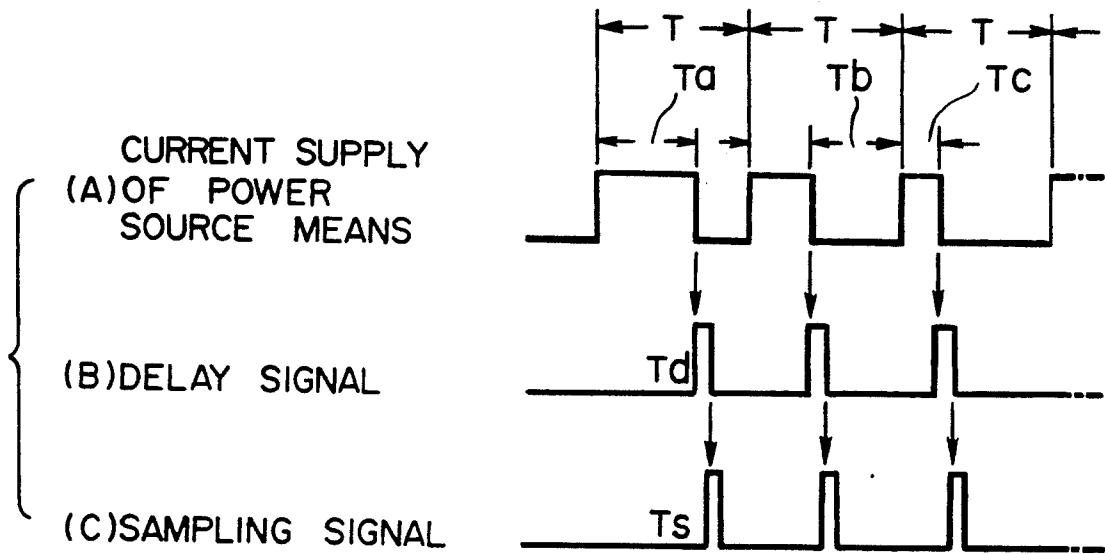 T T T
Ta Tb Tc
CURRENT SUPPLY
(A) OF POWER
SOURCE MEANS
Td
(B) DELAY SIGNAL
Ts
(C) SAMPLING SIGNAL